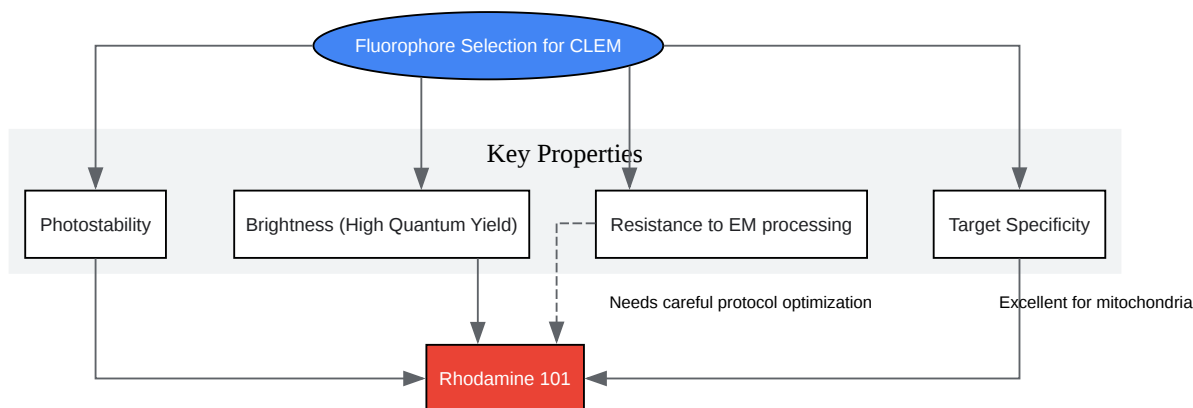 Fluorophore Selection for CLEM
Key Properties
Photostability
Brightness (High Quantum Yield)
Resistance to EM processing
Target Specificity
Needs careful protocol optimization
Excellent for mitochondria
Rhodamine 101